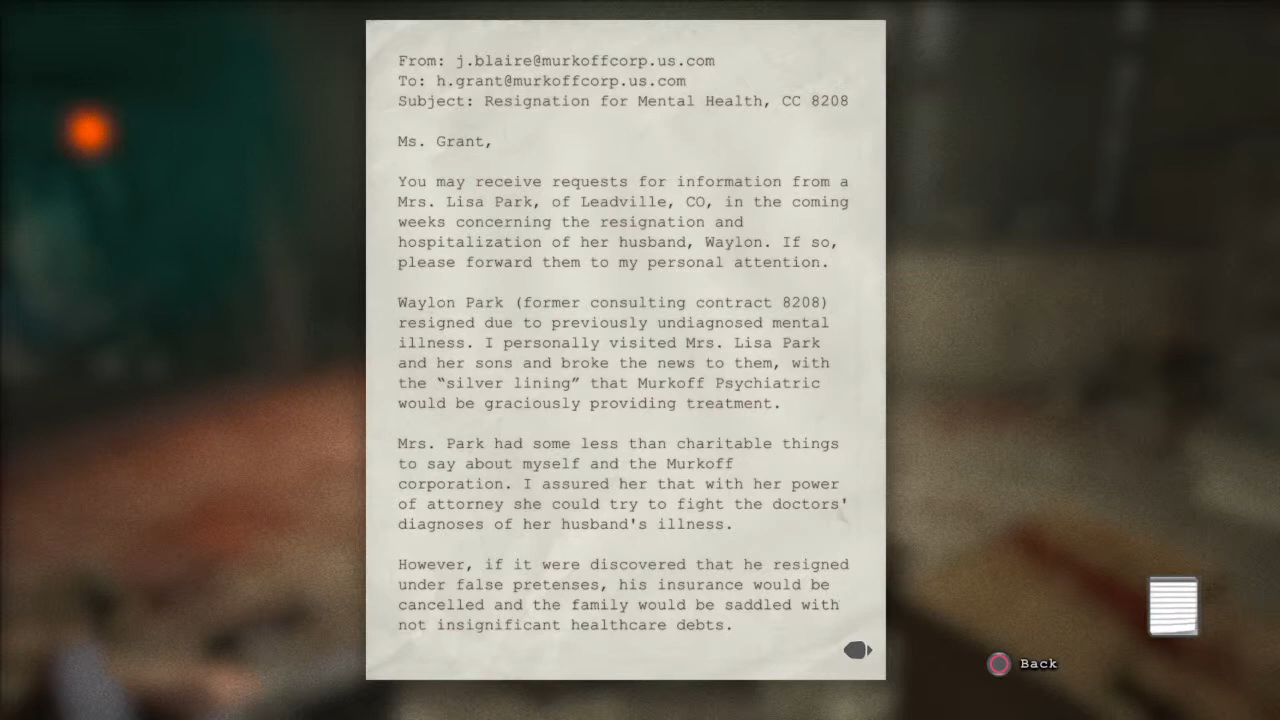 From: j.blaire@murkoffcorp.us.com
To: h.grant@murkoffcorp.us.com
Subject: Resignation for Mental Health, CC 8208
Ms. Grant,
You may receive requests for information from a
Mrs. Lisa Park, of Leadville, CO, in the coming
weeks concerning the resignation and
hospitalization of her husband, Waylon. If so,
please forward them to my personal attention.
Waylon Park (former consulting contract 8208)
resigned due to previously undiagnosed mental
illness. I personally visited Mrs. Lisa Park
and her sons and broke the news to them, with
the “silver lining” that Murkoff Psychiatric
would be graciously providing treatment.
Mrs. Park had some less than charitable things
to say about myself and the Murkoff
corporation. I assured her that with her power
of attorney she could try to fight the doctors'
diagnoses of her husband's illness.
However, if it were discovered that he resigned
under false pretenses, his insurance would be
cancelled and the family would be saddled with
not insignificant healthcare debts.
Back